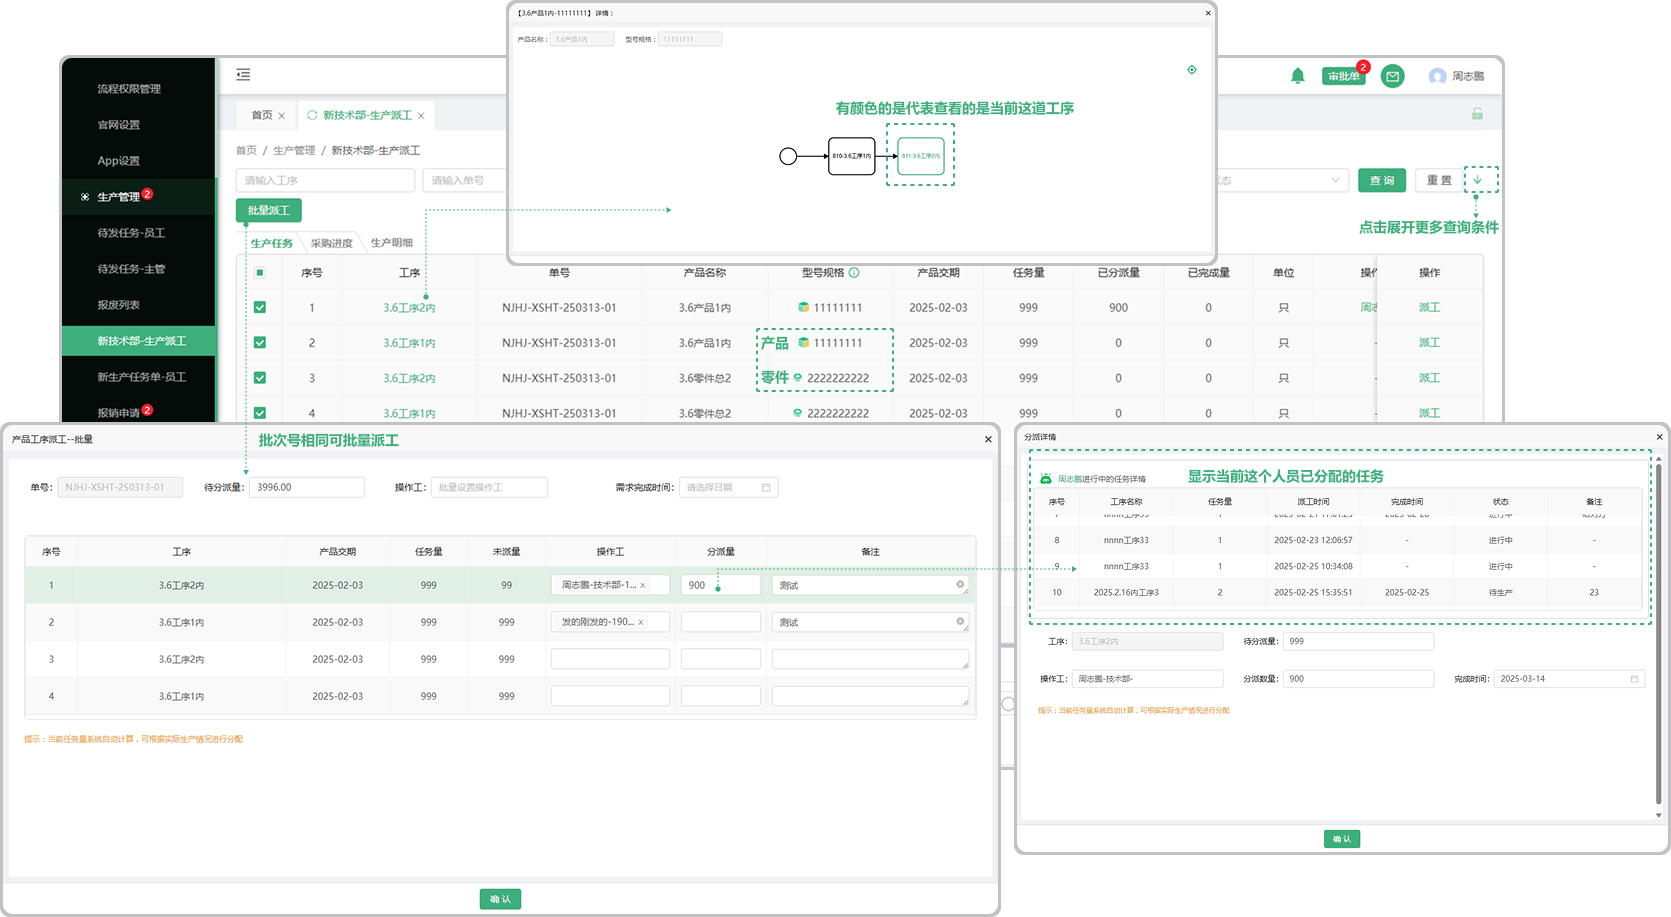 【3.6产品1内-11111111】 详情：
产品名称： 3.6产品1内 型号规格： 11111111
有颜色的是代表查看的是当前这道工序
810-3.6工序1内
811-3.6工序2内
流程权限管理
官网设置
App设置
生产管理 2
待发任务-员工
待发任务-主管
报废列表
新技术部-生产派工
新生产任务单-员工
报销申请 2
审批单 2
周志鹏
首页 × 新技术部-生产派工 ×
首页 / 生产管理 / 新技术部-生产派工
请输入工序 请输入单号 状态 查 询 重 置
点击展开更多查询条件
批量派工
生产任务 采购进度 生产明细
序号 工序 单号 产品名称 型号规格 产品交期 任务量 已分派量 已完成量 单位 操作 操作
1 3.6工序2内 NJHJ-XSHT-250313-01 3.6产品1内 11111111 2025-02-03 999 900 0 只 周志 派工
2 3.6工序1内 NJHJ-XSHT-250313-01 3.6产品1内 产品 11111111 2025-02-03 999 0 0 只 - 派工
3 3.6工序2内 NJHJ-XSHT-250313-01 3.6零件总2 零件 2222222222 2025-02-03 999 0 0 只 - 派工
4 3.6工序1内 NJHJ-XSHT-250313-01 3.6零件总2 2222222222 2025-02-03 999 0 0 只 - 派工
产品工序派工--批量
批次号相同可批量派工
单号： NJHJ-XSHT-250313-01 待分派量： 3996.00 操作工： 批量设置操作工 需求完成时间： 请选择日期
序号 工序 产品交期 任务量 未派量 操作工 分派量 备注
1 3.6工序2内 2025-02-03 999 99 周志鹏-技术部-1... × 900 测试
2 3.6工序1内 2025-02-03 999 999 发的刚发的-190... × 测试
3 3.6工序2内 2025-02-03 999 999
4 3.6工序1内 2025-02-03 999 999
提示：当前任务量系统自动计算，可根据实际生产情况进行分配
确 认
分派详情
周志鹏进行中的任务详情
显示当前这个人员已分配的任务
序号 工序名称 任务量 派工时间 完成时间 状态 备注
8 nnnn工序33 1 2025-02-23 12:06:57 - 进行中 -
9 nnnn工序33 1 2025-02-25 10:34:08 - 进行中 -
10 2025.2.16内工序3 2 2025-02-25 15:35:51 2025-02-25 待生产 23
工序： 3.6工序2内 待分派量： 999
操作工： 周志鹏-技术部- 分派数量： 900 完成时间： 2025-03-14
提示：当前任务量系统自动计算，可根据实际生产情况进行分配
确 认